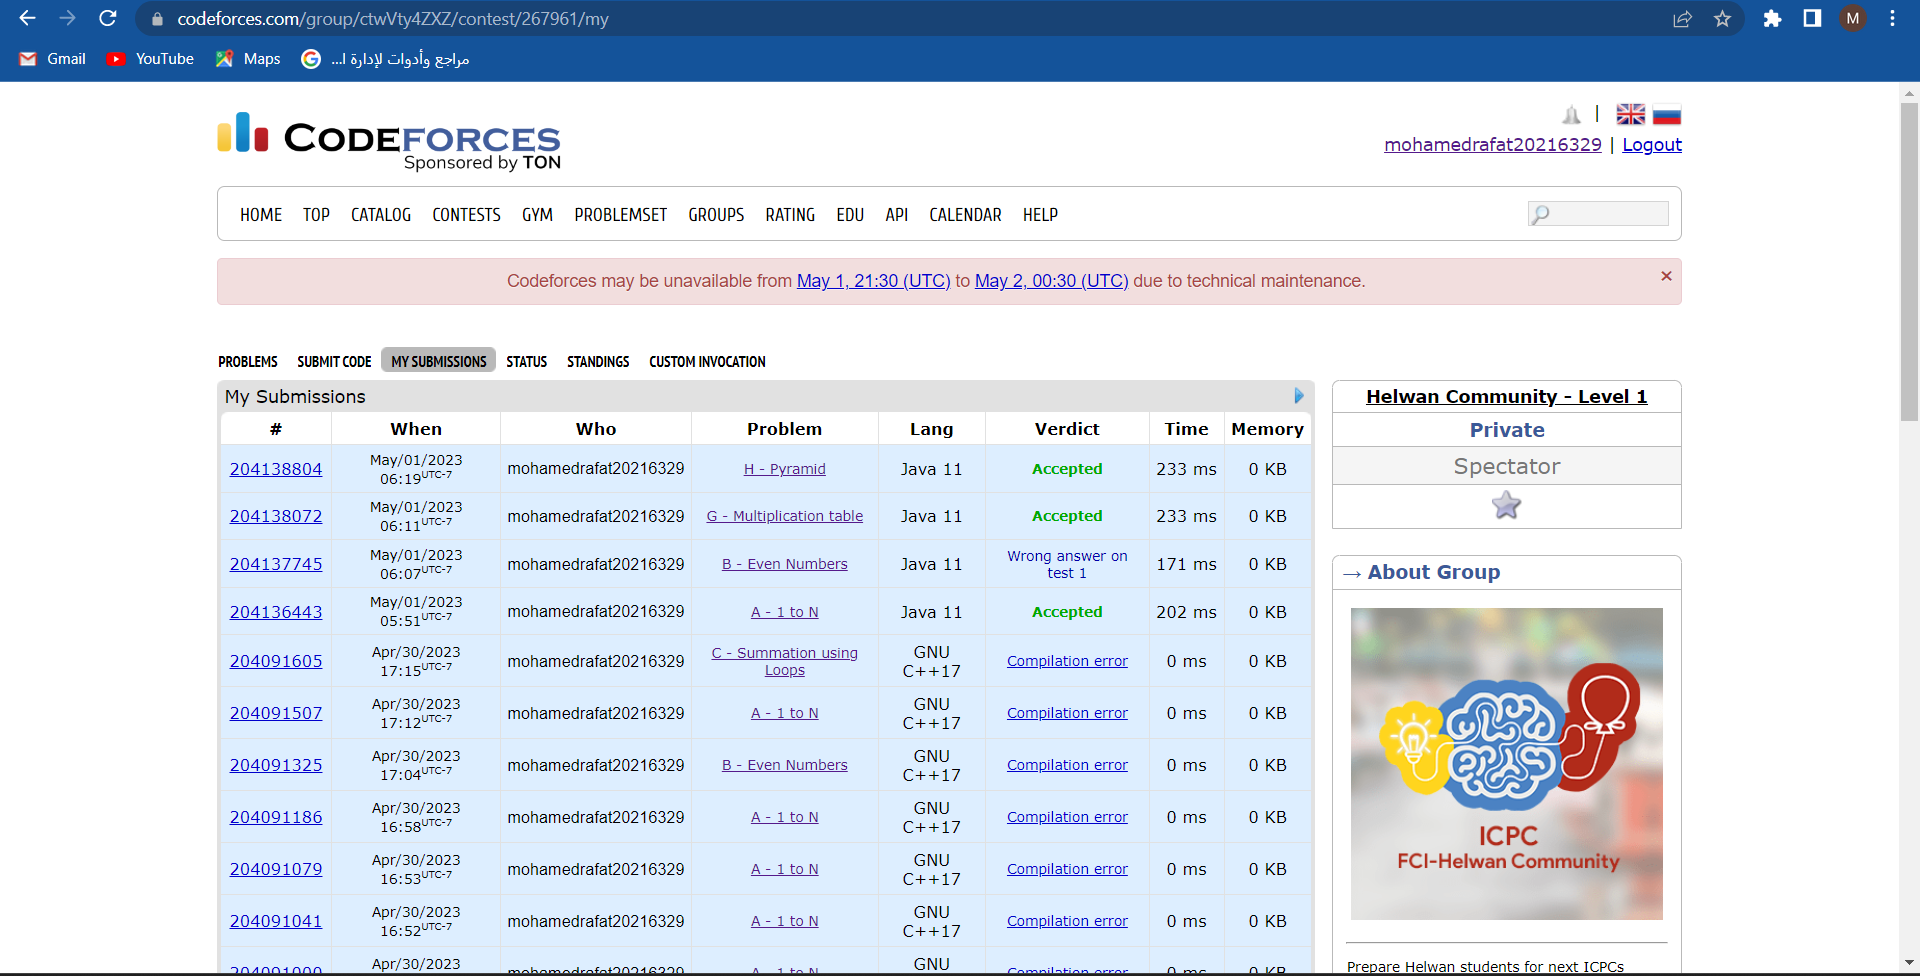 codeforces.com/group/ctwVty4ZXZ/contest/267961/my
M
Gmail YouTube Maps مراجع وأدوات لإدارة ا...
CODEFORCES
Sponsored by TON
mohamedrafat20216329 | Logout
HOME TOP CATALOG CONTESTS GYM PROBLEMSET GROUPS RATING EDU API CALENDAR HELP
Codeforces may be unavailable from May 1, 21:30 (UTC) to May 2, 00:30 (UTC) due to technical maintenance. ×
PROBLEMS SUBMIT CODE MY SUBMISSIONS STATUS STANDINGS CUSTOM INVOCATION
My Submissions
# When Who Problem Lang Verdict Time Memory
204138804 May/01/2023 06:19 UTC-7 mohamedrafat20216329 H - Pyramid Java 11 Accepted 233 ms 0 KB
204138072 May/01/2023 06:11 UTC-7 mohamedrafat20216329 G - Multiplication table Java 11 Accepted 233 ms 0 KB
204137745 May/01/2023 06:07 UTC-7 mohamedrafat20216329 B - Even Numbers Java 11 Wrong answer on test 1 171 ms 0 KB
204136443 May/01/2023 05:51 UTC-7 mohamedrafat20216329 A - 1 to N Java 11 Accepted 202 ms 0 KB
204091605 Apr/30/2023 17:15 UTC-7 mohamedrafat20216329 C - Summation using Loops GNU C++17 Compilation error 0 ms 0 KB
204091507 Apr/30/2023 17:12 UTC-7 mohamedrafat20216329 A - 1 to N GNU C++17 Compilation error 0 ms 0 KB
204091325 Apr/30/2023 17:04 UTC-7 mohamedrafat20216329 B - Even Numbers GNU C++17 Compilation error 0 ms 0 KB
204091186 Apr/30/2023 16:58 UTC-7 mohamedrafat20216329 A - 1 to N GNU C++17 Compilation error 0 ms 0 KB
204091079 Apr/30/2023 16:53 UTC-7 mohamedrafat20216329 A - 1 to N GNU C++17 Compilation error 0 ms 0 KB
204091041 Apr/30/2023 16:52 UTC-7 mohamedrafat20216329 A - 1 to N GNU C++17 Compilation error 0 ms 0 KB
Apr/30/2023 GNU
Helwan Community - Level 1
Private
Spectator
→ About Group
ICPC
FCI-Helwan Community
Prepare Helwan students for next ICPCs